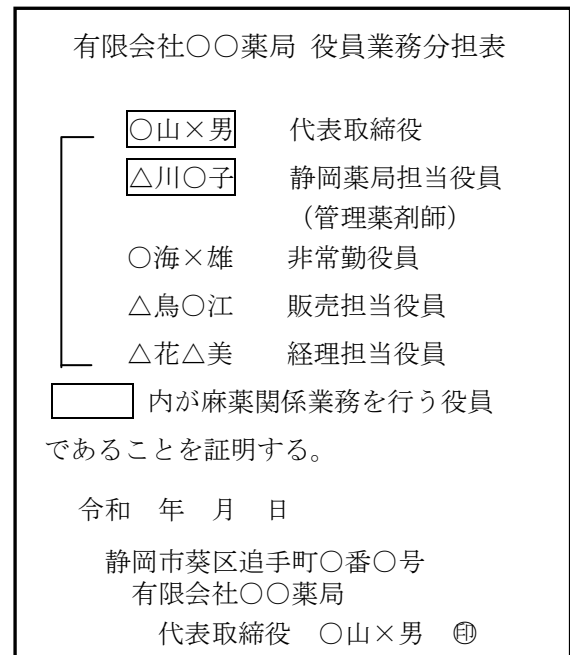 有限会社○○薬局 役員業務分担表
○山×男 代表取締役
△川○子 静岡薬局担当役員
（管理薬剤師）
○海×雄 非常勤役員
△鳥○江 販売担当役員
△花△美 経理担当役員
内が麻薬関係業務を行う役員
であることを証明する。
令和 年 月 日
静岡市葵区追手町○番○号
有限会社○○薬局
代表取締役 ○山×男 ㊞